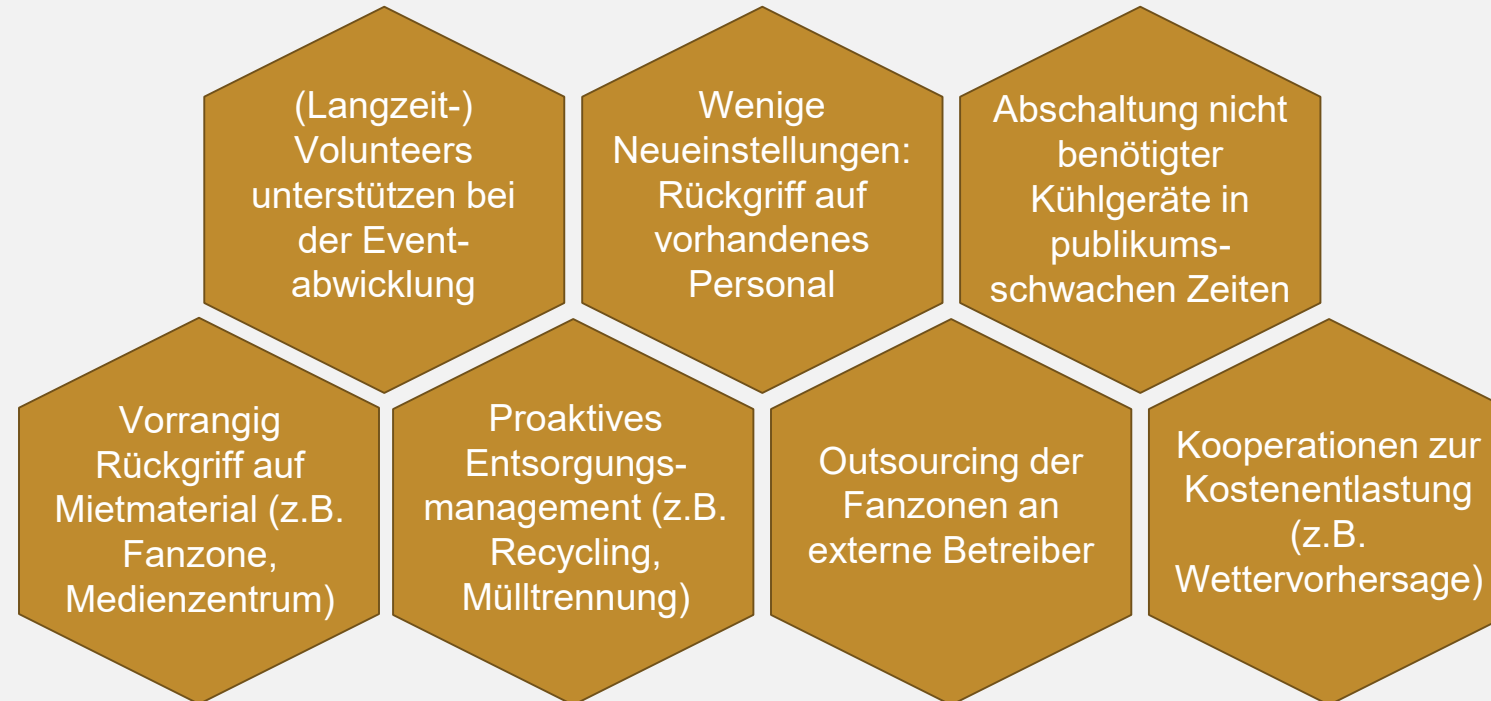 (Langzeit-)
Volunteers
unterstützen bei
der Event-
abwicklung
Wenige
Neueinstellungen:
Rückgriff auf
vorhandenes
Personal
Abschaltung nicht
benötigter
Kühlgeräte in
publikums-
schwachen Zeiten
Vorrangig
Rückgriff auf
Mietmaterial (z.B.
Fanzone,
Medienzentrum)
Proaktives
Entsorgungs-
management (z.B.
Recycling,
Mülltrennung)
Outsourcing der
Fanzonen an
externe Betreiber
Kooperationen zur
Kostenentlastung
(z.B.
Wettervorhersage)